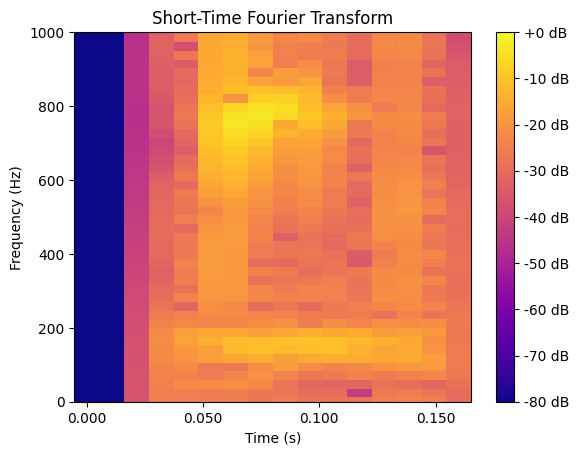 Short-Time Fourier Transform
1000
800
600
400
200
0
Frequency (Hz)
0.000
0.050
0.100
0.150
Time (s)
+0 dB
-10 dB
-20 dB
-30 dB
-40 dB
-50 dB
-60 dB
-70 dB
-80 dB